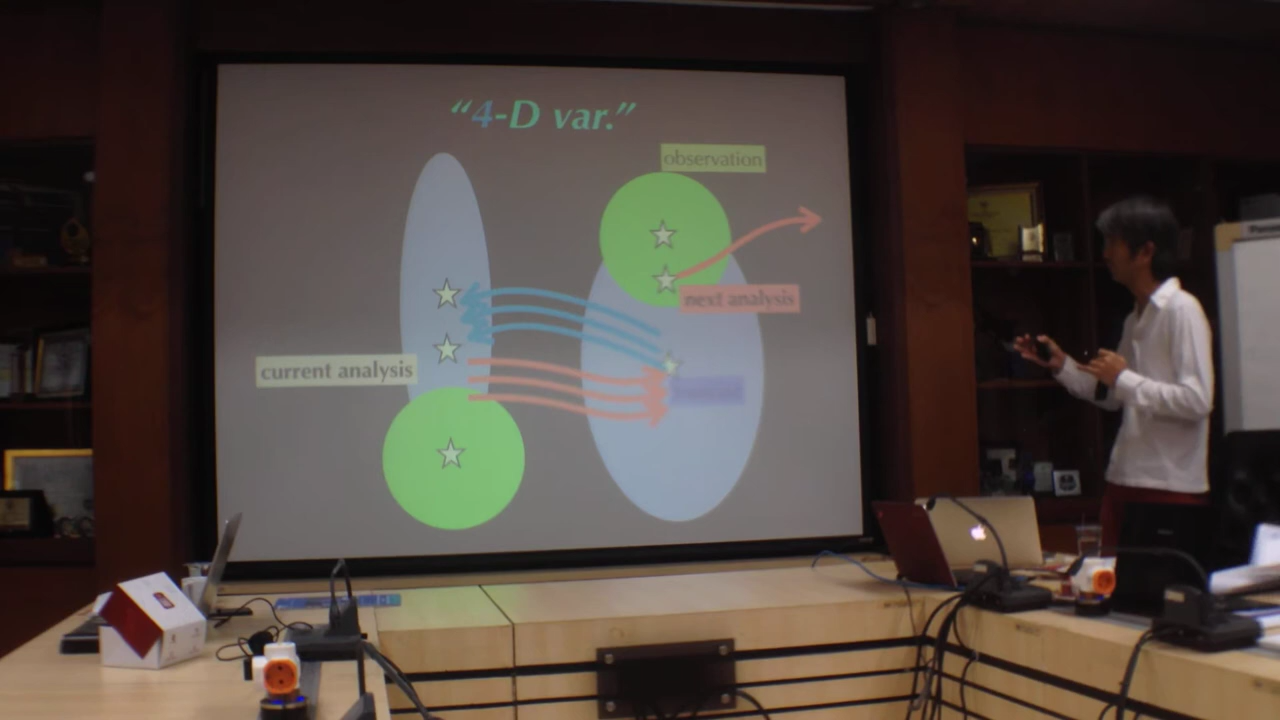 “4-D var.”
observation
next analysis
current analysis